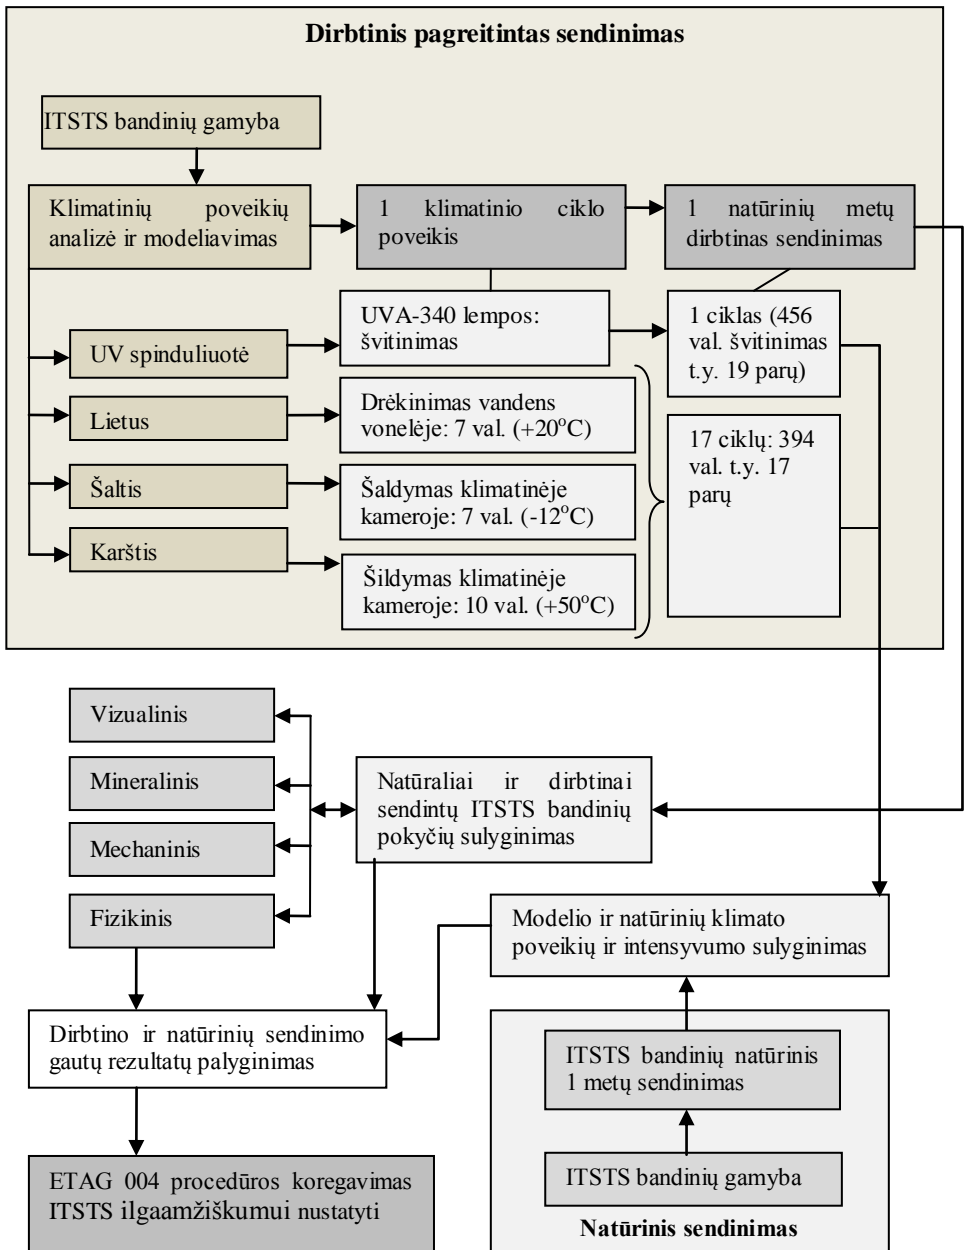 Dirbtinis pagreitintas sendinimas
ITSTS bandinių gamyba
Klimatinių poveikių
analizė ir modeliavimas
1 klimatinio ciklo
poveikis
1 natūrinių metų
dirbtinas sendinimas
UV spinduliuotė
UVA-340 lempos:
švitinimas
1 ciklas (456
val. švitinimas
t.y. 19 parų)
Lietus
Drėkinimas vandens
vonelėje: 7 val. (+20°C)
17 ciklų: 394
val. t.y. 17
parų
Šaltis
Šaldymas klimatinėje
kameroje: 7 val. (-12°C)
Karštis
Šildymas klimatinėje
kameroje: 10 val. (+50°C)
Vizualinis
Mineralinis
Mechaninis
Fizikinis
Natūraliai ir dirbtinai
sendintų ITSTS bandinių
pokyčių sulyginimas
Modelio ir natūrinių klimato
poveikių ir intensyvumo sulyginimas
Dirbtino ir natūrinių sendinimo
gautų rezultatų palyginimas
ITSTS bandinių natūrinis
1 metų sendinimas
ITSTS bandinių gamyba
Natūrinis sendinimas
ETAG 004 procedūros koregavimas
ITSTS ilgaamžiškumui nustatyti